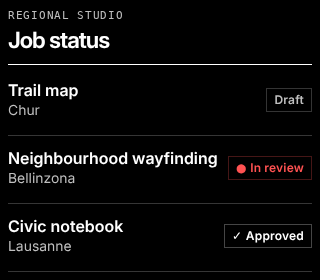 REGIONAL STUDIO
Job status
Trail map
Chur
Draft
Neighbourhood wayfinding
Bellinzona
● In review
Civic notebook
Lausanne
✓ Approved